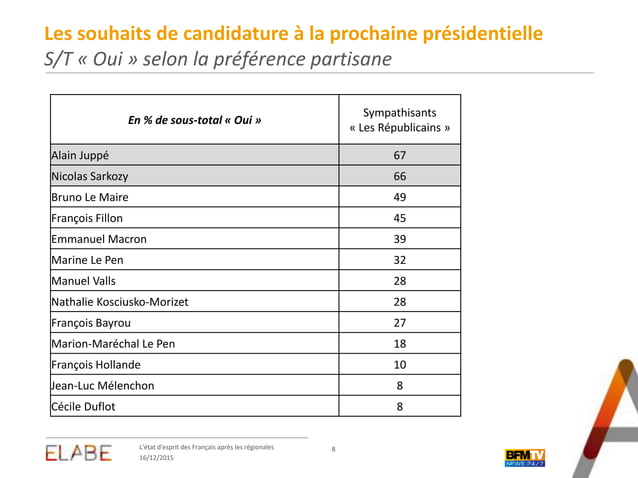 Les souhaits de candidature à la prochaine présidentielle
S/T « Oui » selon la préférence partisane
En % de sous-total « Oui »
Sympathisants
« Les Républicains »
Alain Juppé 67
Nicolas Sarkozy 66
Bruno Le Maire 49
François Fillon 45
Emmanuel Macron 39
Marine Le Pen 32
Manuel Valls 28
Nathalie Kosciusko-Morizet 28
François Bayrou 27
Marion-Maréchal Le Pen 18
François Hollande 10
Jean-Luc Mélenchon 8
Cécile Duflot 8
ELABE
L'état d'esprit des Français après les régionales
16/12/2015
8
BFMTV
NEWS 24/7